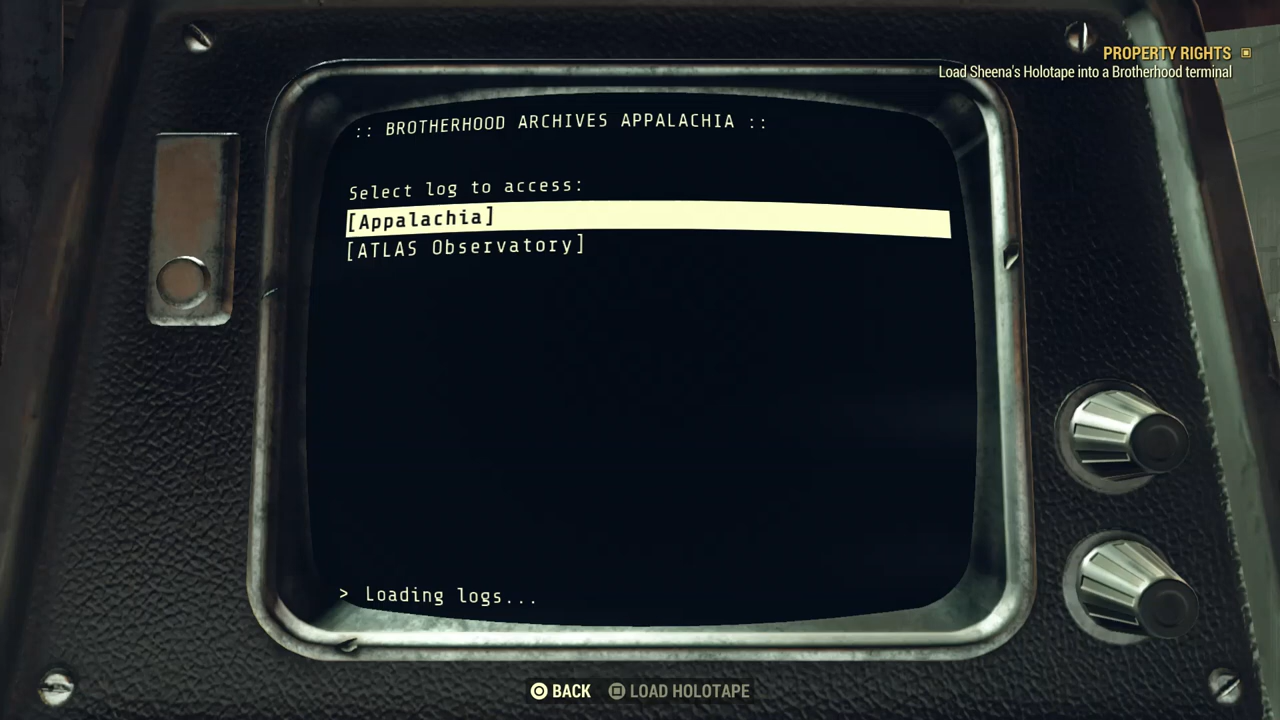 PROPERTY RIGHTS
Load Sheena's Holotape into a Brotherhood terminal
:: BROTHERHOOD ARCHIVES APPALACHIA ::
Select log to access:
[Appalachia]
[ATLAS Observatory]
> Loading logs...
BACK LOAD HOLOTAPE